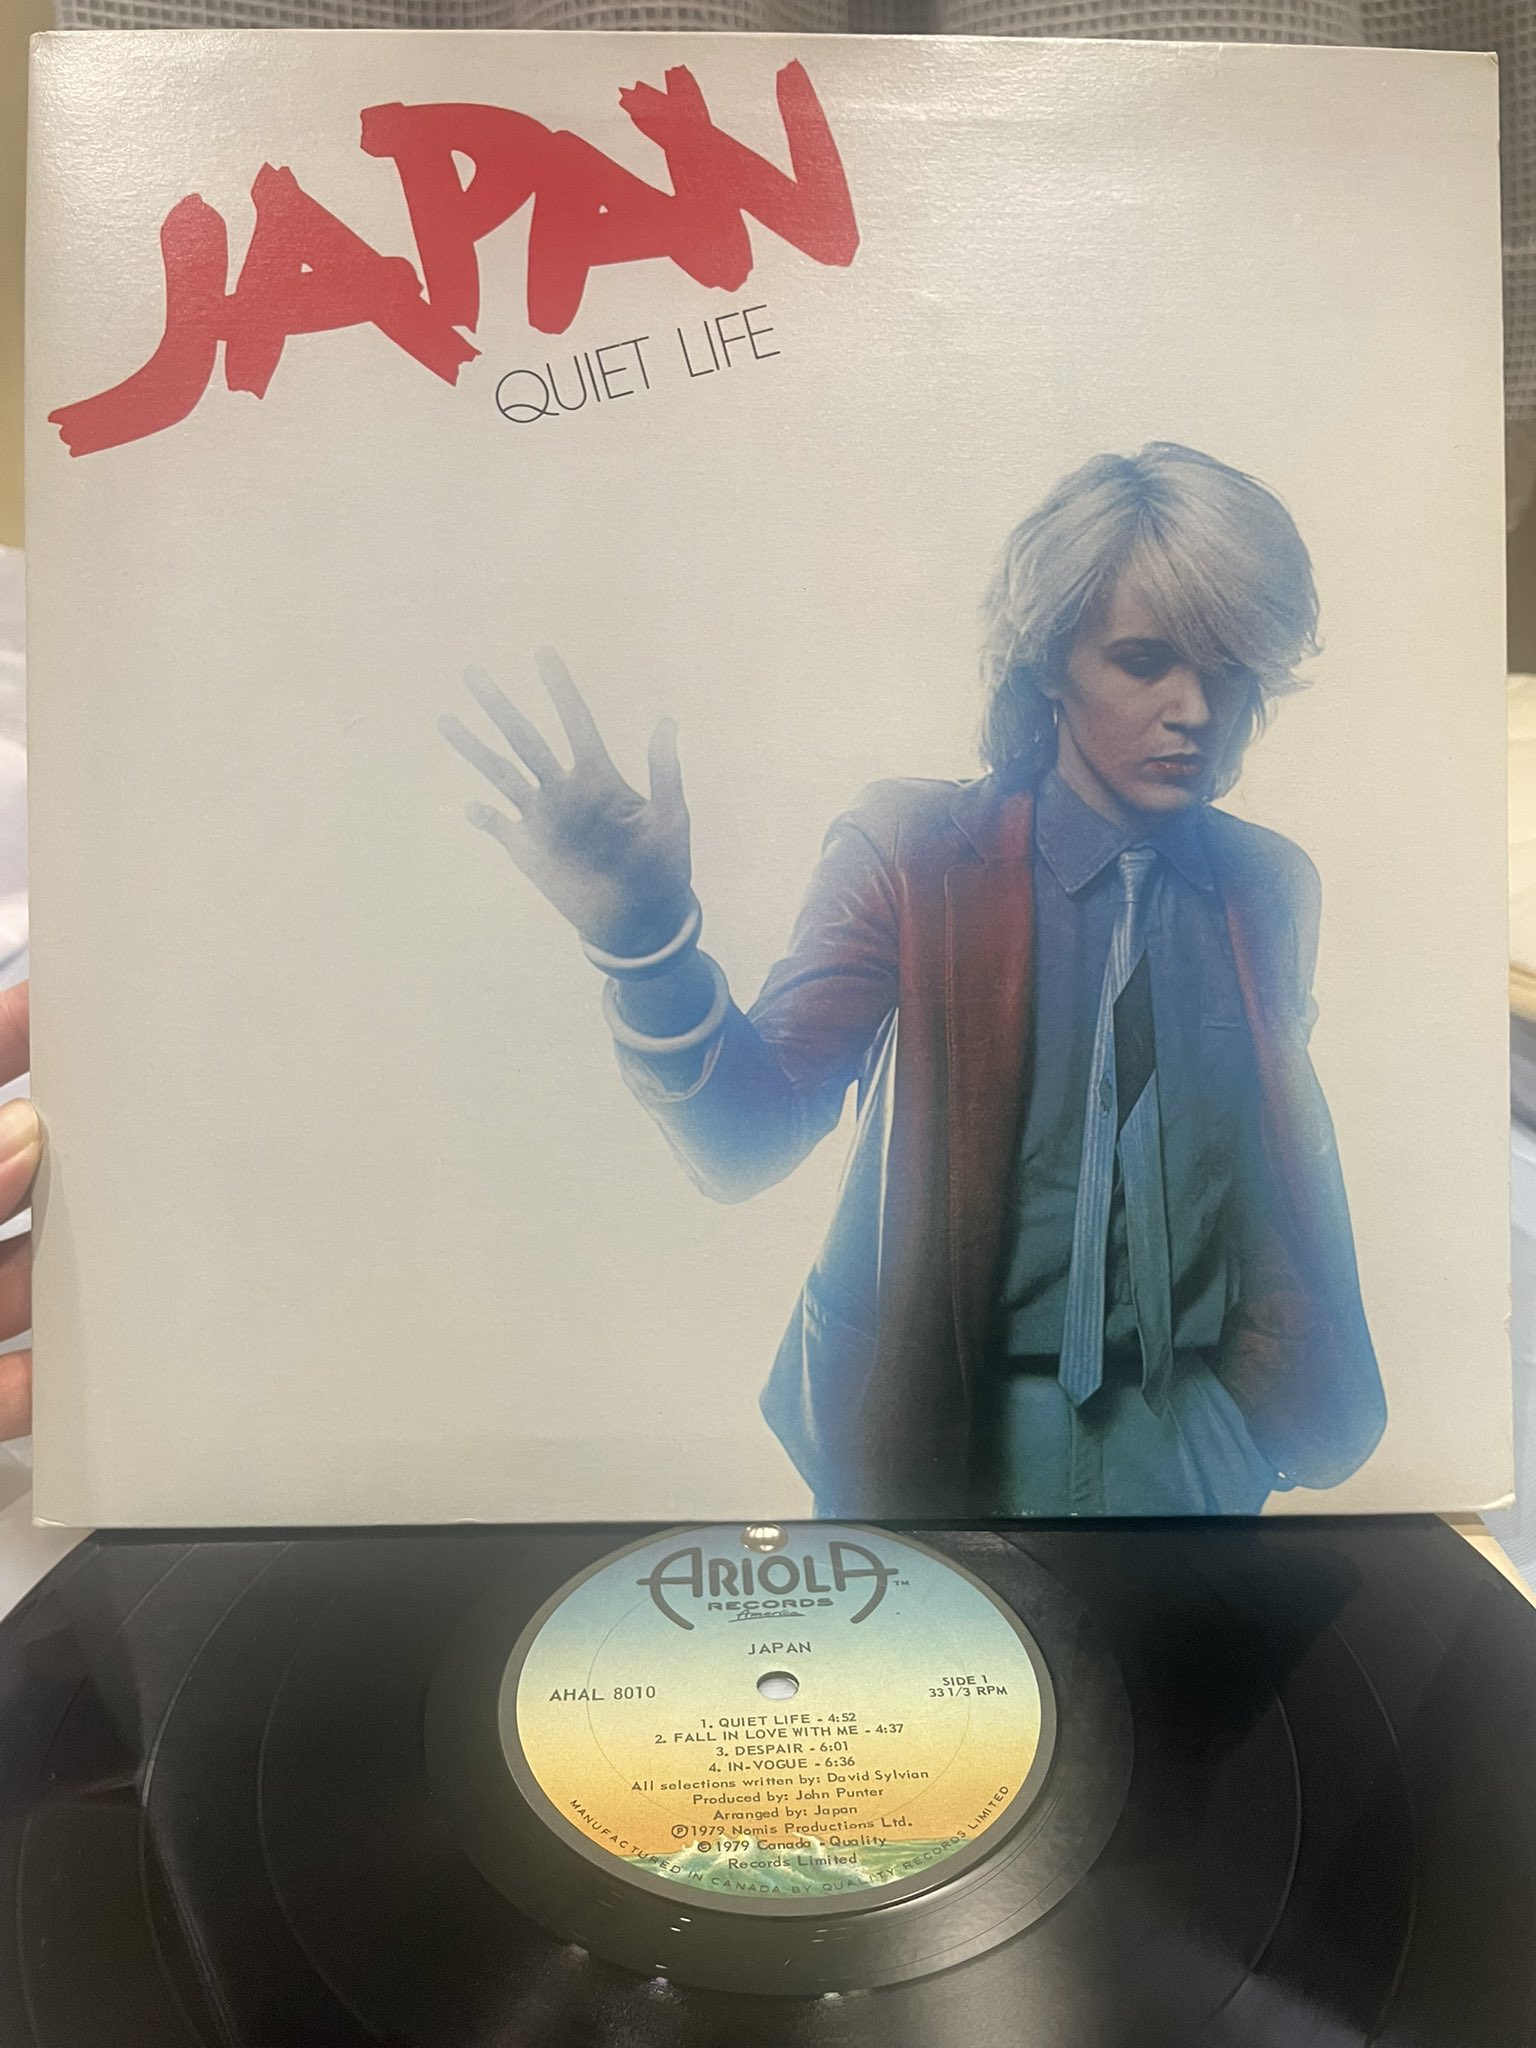 JAPAN
QUIET LIFE
ARIOLA™
RECORDS
America
JAPAN
AHAL 8010
SIDE 1
33 1/3 RPM
1. QUIET LIFE - 4:52
2. FALL IN LOVE WITH ME - 4:37
3. DESPAIR - 6:01
4. IN-VOGUE - 6:36
All selections written by: David Sylvian
Produced by: John Punter
Arranged by: Japan
℗1979 Nomis Productions Ltd.
©1979 Canada - Quality
Records Limited
MANUFACTURED IN CANADA BY QUALITY RECORDS LIMITED